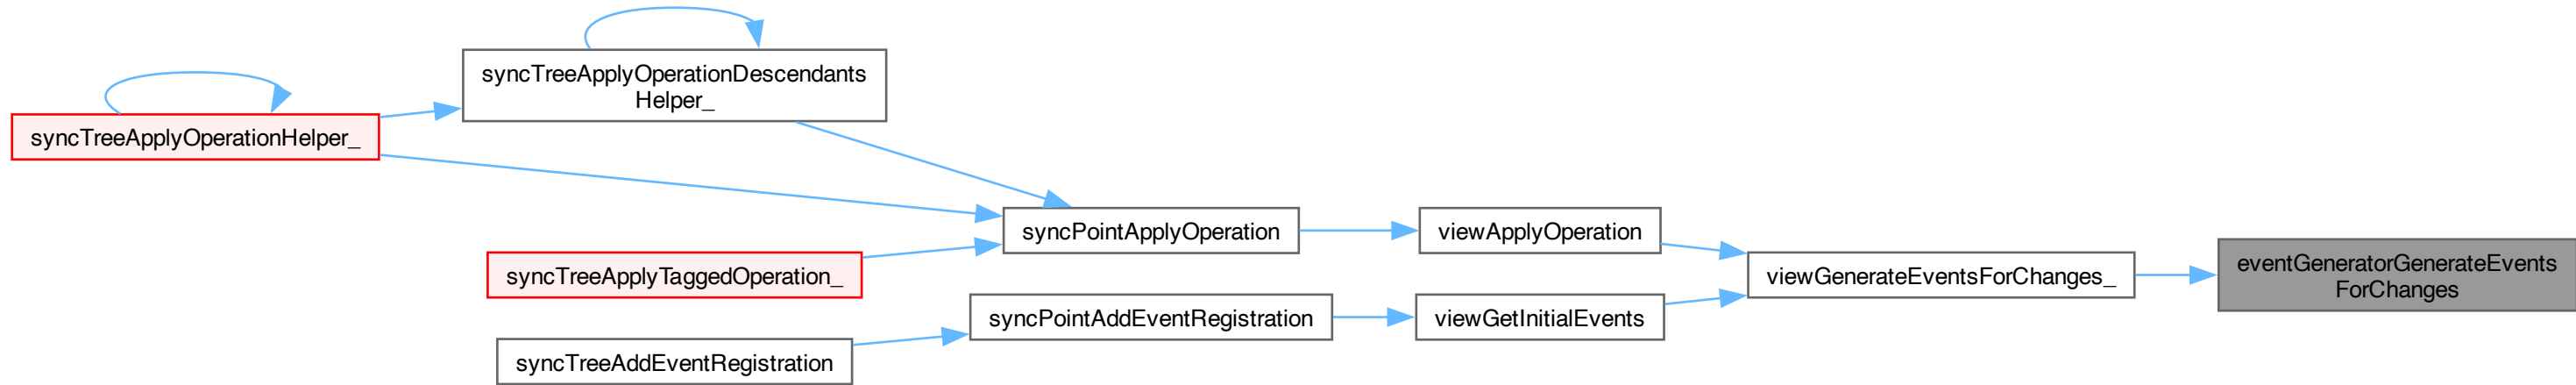 syncTreeApplyOperationDescendants
Helper_
syncTreeApplyOperationHelper_
syncPointApplyOperation
viewApplyOperation
syncTreeApplyTaggedOperation_
viewGenerateEventsForChanges_
eventGeneratorGenerateEvents
ForChanges
syncPointAddEventRegistration
viewGetInitialEvents
syncTreeAddEventRegistration